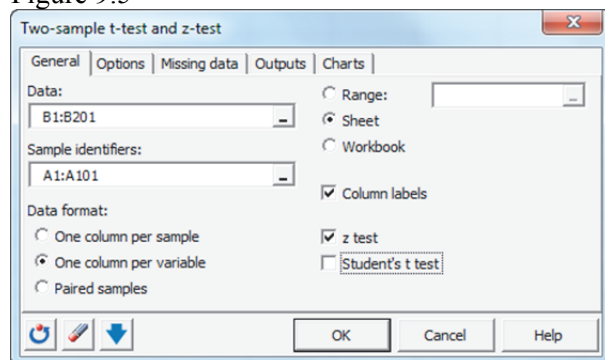 Figure 9.5
Two-sample t-test and z-test
General Options Missing data Outputs Charts
Data:
B1:B201
Sample identifiers:
A1:A101
Data format:
One column per sample
One column per variable
Paired samples
Range:
Sheet
Workbook
Column labels
z test
Student's t test
OK Cancel Help